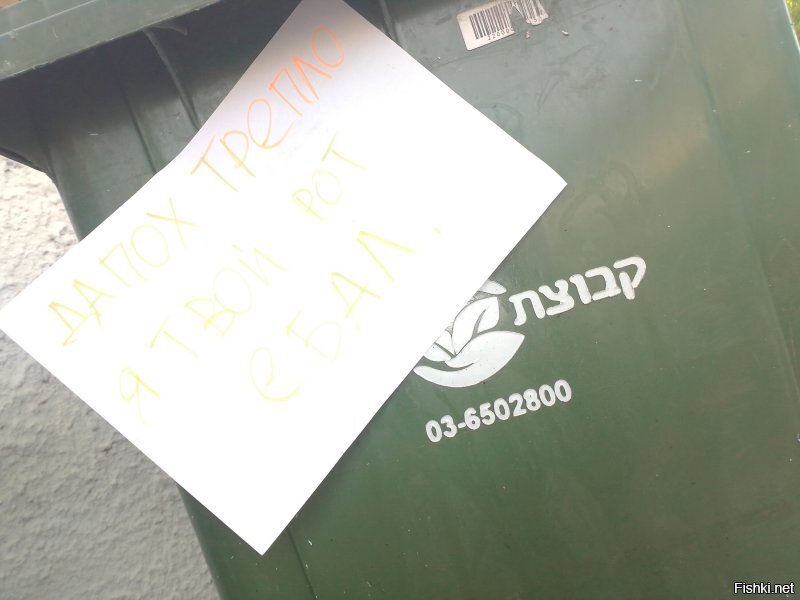 ДАПОХ ТРЕПЛО
Я ТВОЙ РОТ
ЕБАЛ.
קבוצת
03-6502800
Fishki.net